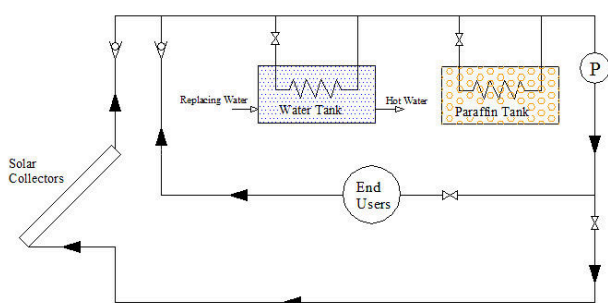 P
Replacing Water
Water Tank
Hot Water
Paraffin Tank
Solar
Collectors
End
Users